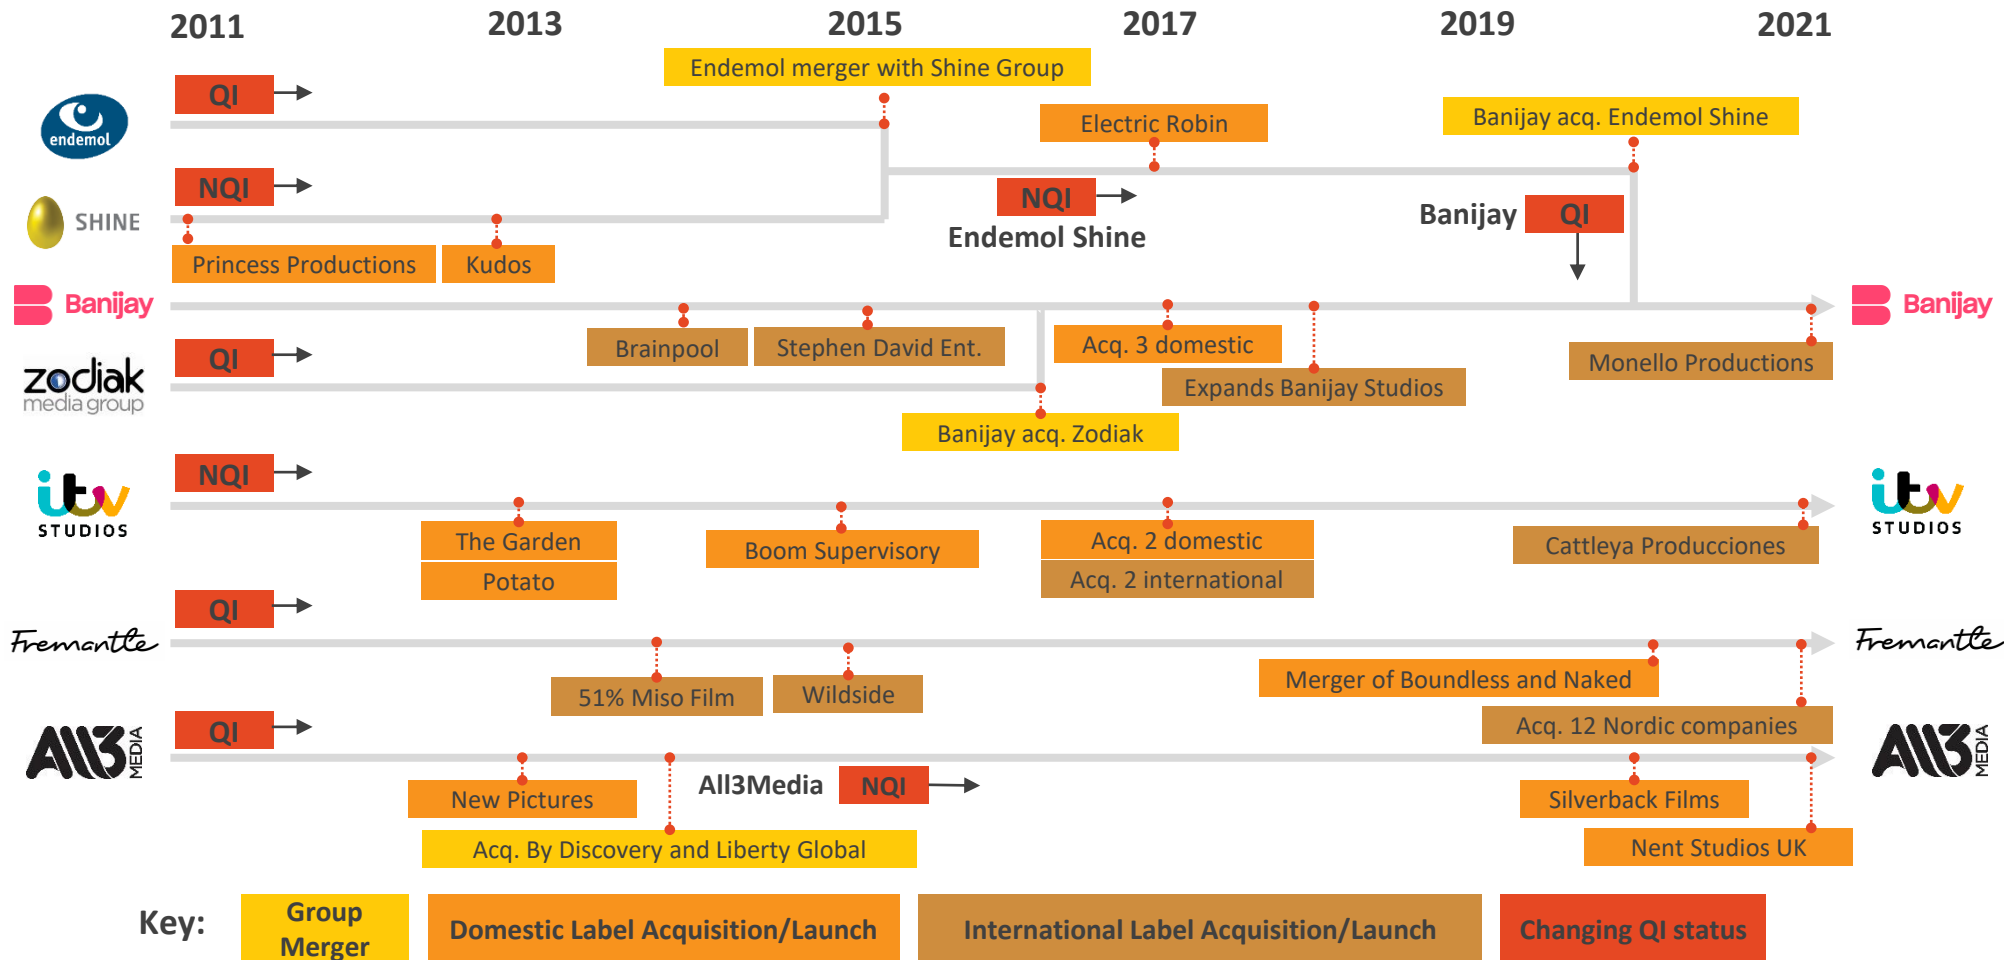 2011 2013 2015 2017 2019 2021
Endemol merger with Shine Group
QI
endemol
Electric Robin
Banijay acq. Endemol Shine
NQI
SHINE
NQI
Endemol Shine
Banijay QI
Princess Productions
Kudos
Banijay
Banijay
QI
Brainpool
Stephen David Ent.
Acq. 3 domestic
Monello Productions
zodiak
media group
Expands Banijay Studios
Banijay acq. Zodiak
NQI
itv
STUDIOS
itv
STUDIOS
The Garden
Potato
Boom Supervisory
Acq. 2 domestic
Acq. 2 international
Cattleya Producciones
QI
Fremantle
Fremantle
51% Miso Film
Wildside
Merger of Boundless and Naked
Acq. 12 Nordic companies
QI
All3
MEDIA
All3
MEDIA
New Pictures
All3Media NQI
Silverback Films
Acq. By Discovery and Liberty Global
Nent Studios UK
Key:
Group
Merger
Domestic Label Acquisition/Launch
International Label Acquisition/Launch
Changing QI status